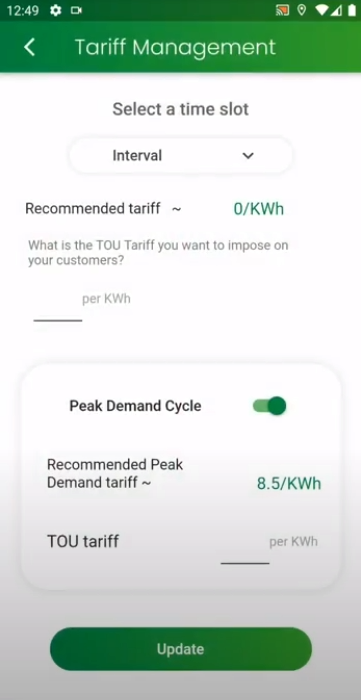 12:49
Tariff Management
Select a time slot
Interval
Recommended tariff ~ 0/KWh
What is the TOU Tariff you want to impose on
your customers?
per KWh
Peak Demand Cycle
Recommended Peak
Demand tariff ~ 8.5/KWh
TOU tariff per KWh
Update